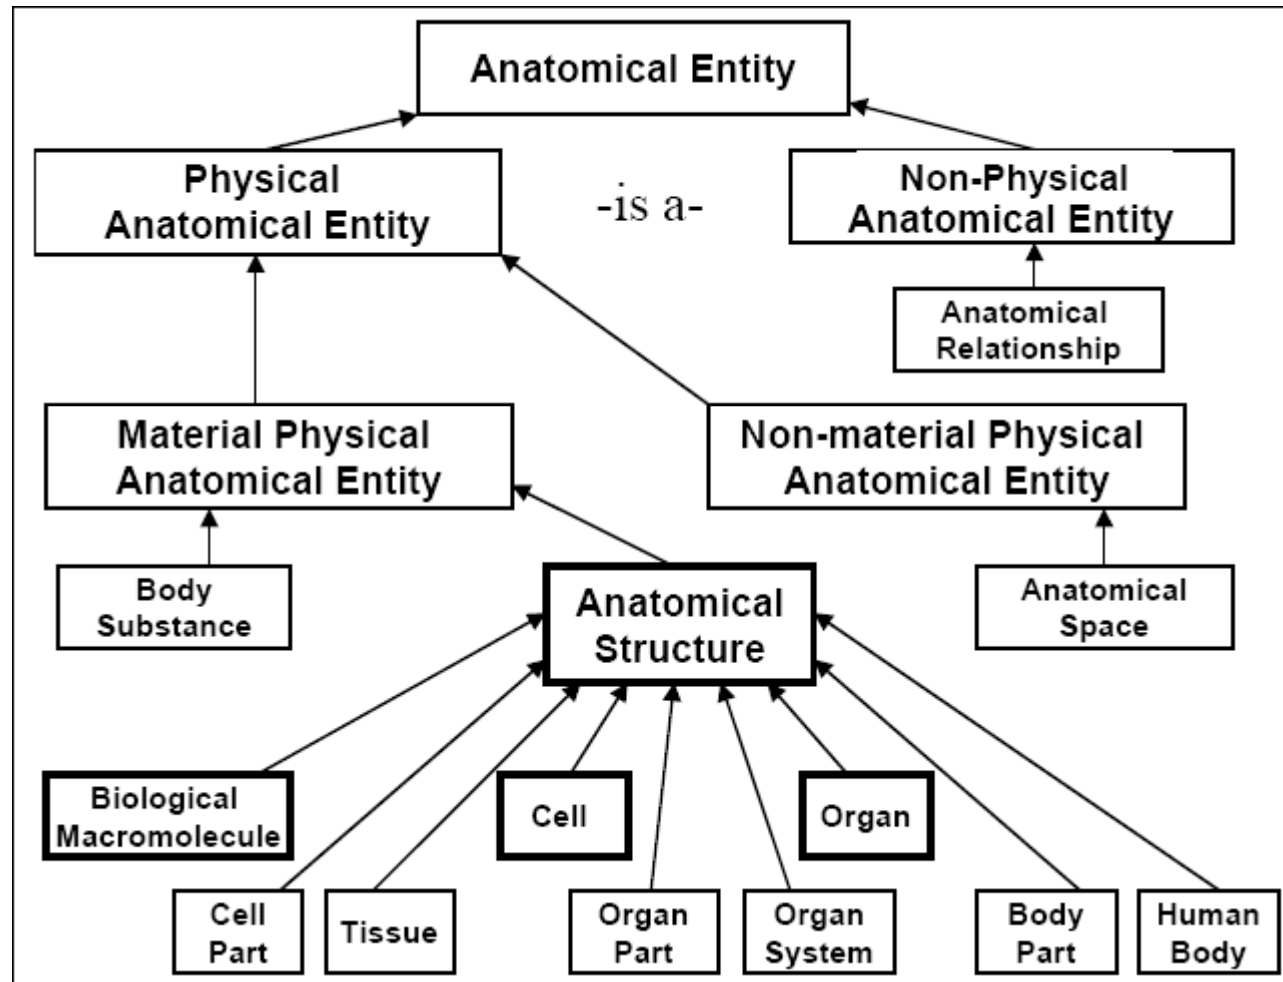 Anatomical Entity
Physical
Anatomical Entity
-is a-
Non-Physical
Anatomical Entity
Anatomical
Relationship
Material Physical
Anatomical Entity
Non-material Physical
Anatomical Entity
Body
Substance
Anatomical
Structure
Anatomical
Space
Biological
Macromolecule
Cell
Organ
Cell
Part
Tissue
Organ
Part
Organ
System
Body
Part
Human
Body